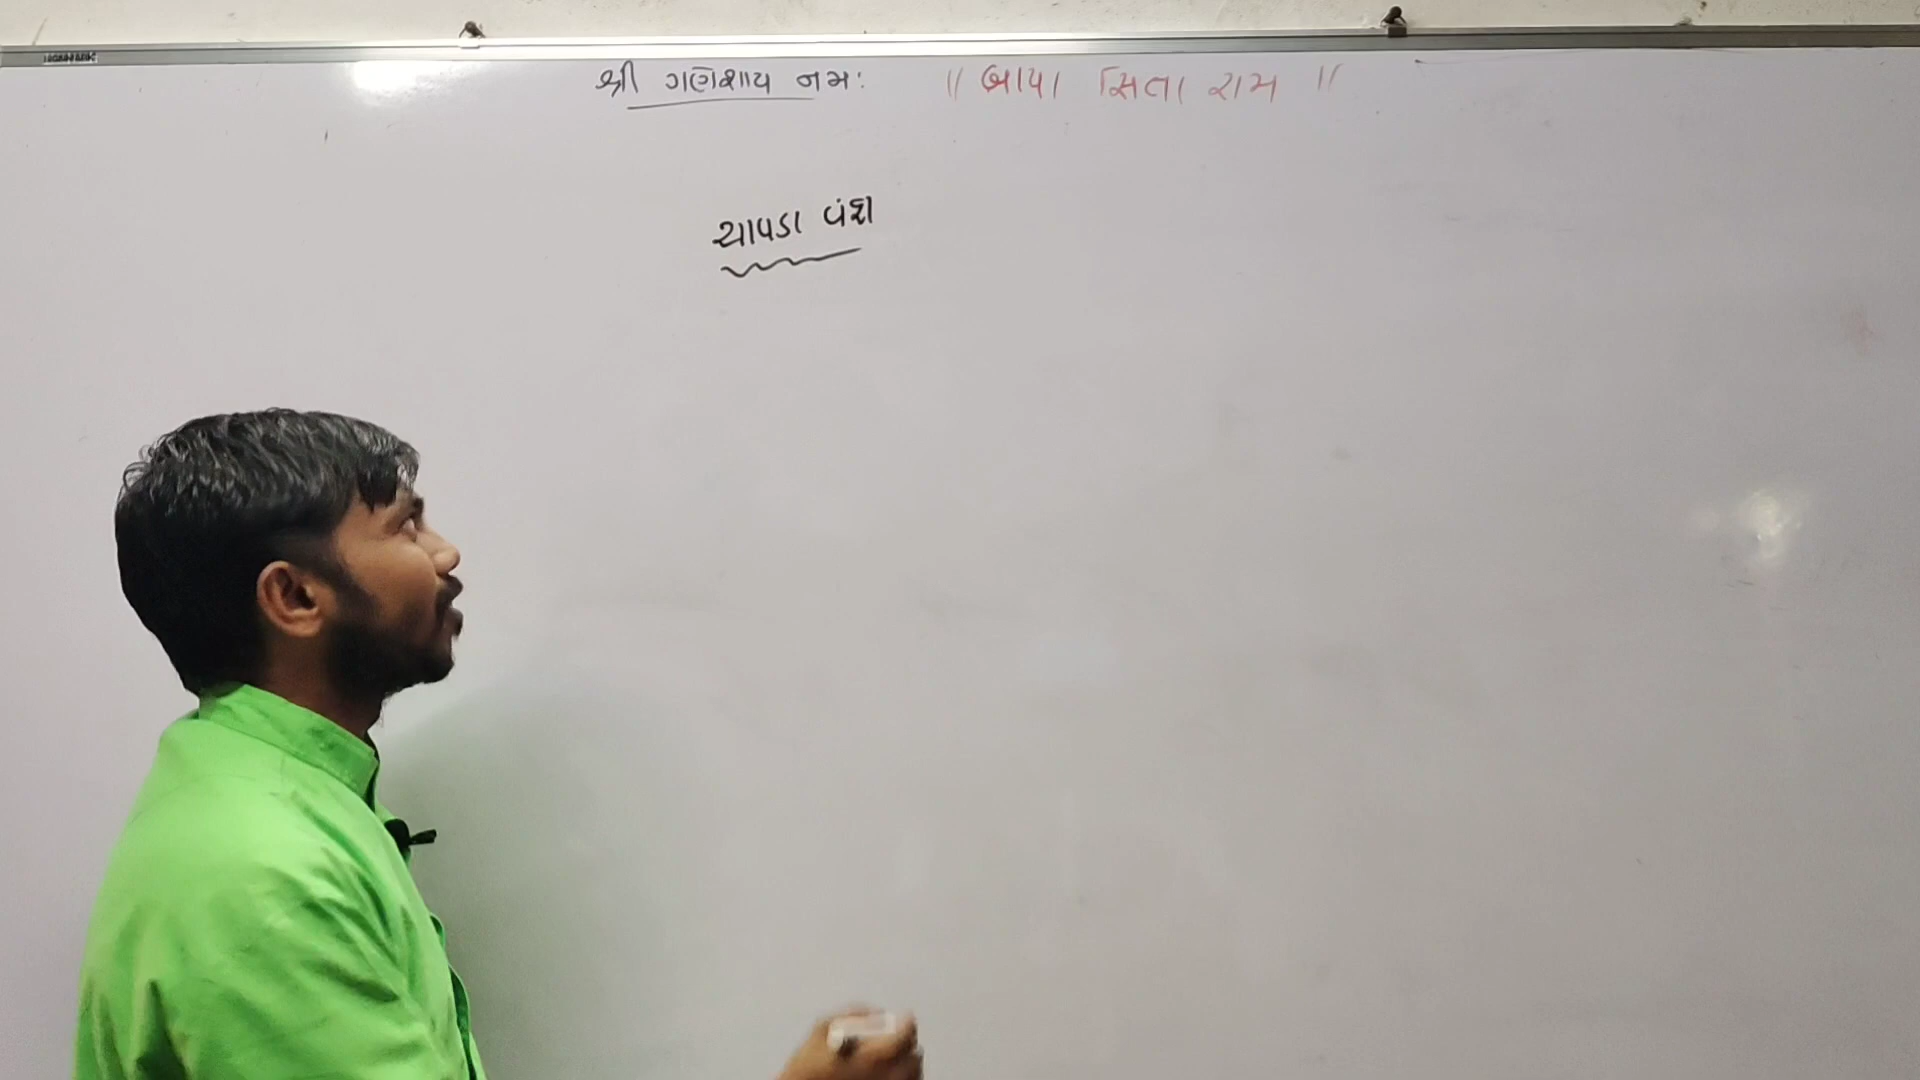 શ્રી ગણેશાય નમઃ || બાપા સિતા રામ ||
ચાવડા વંશ